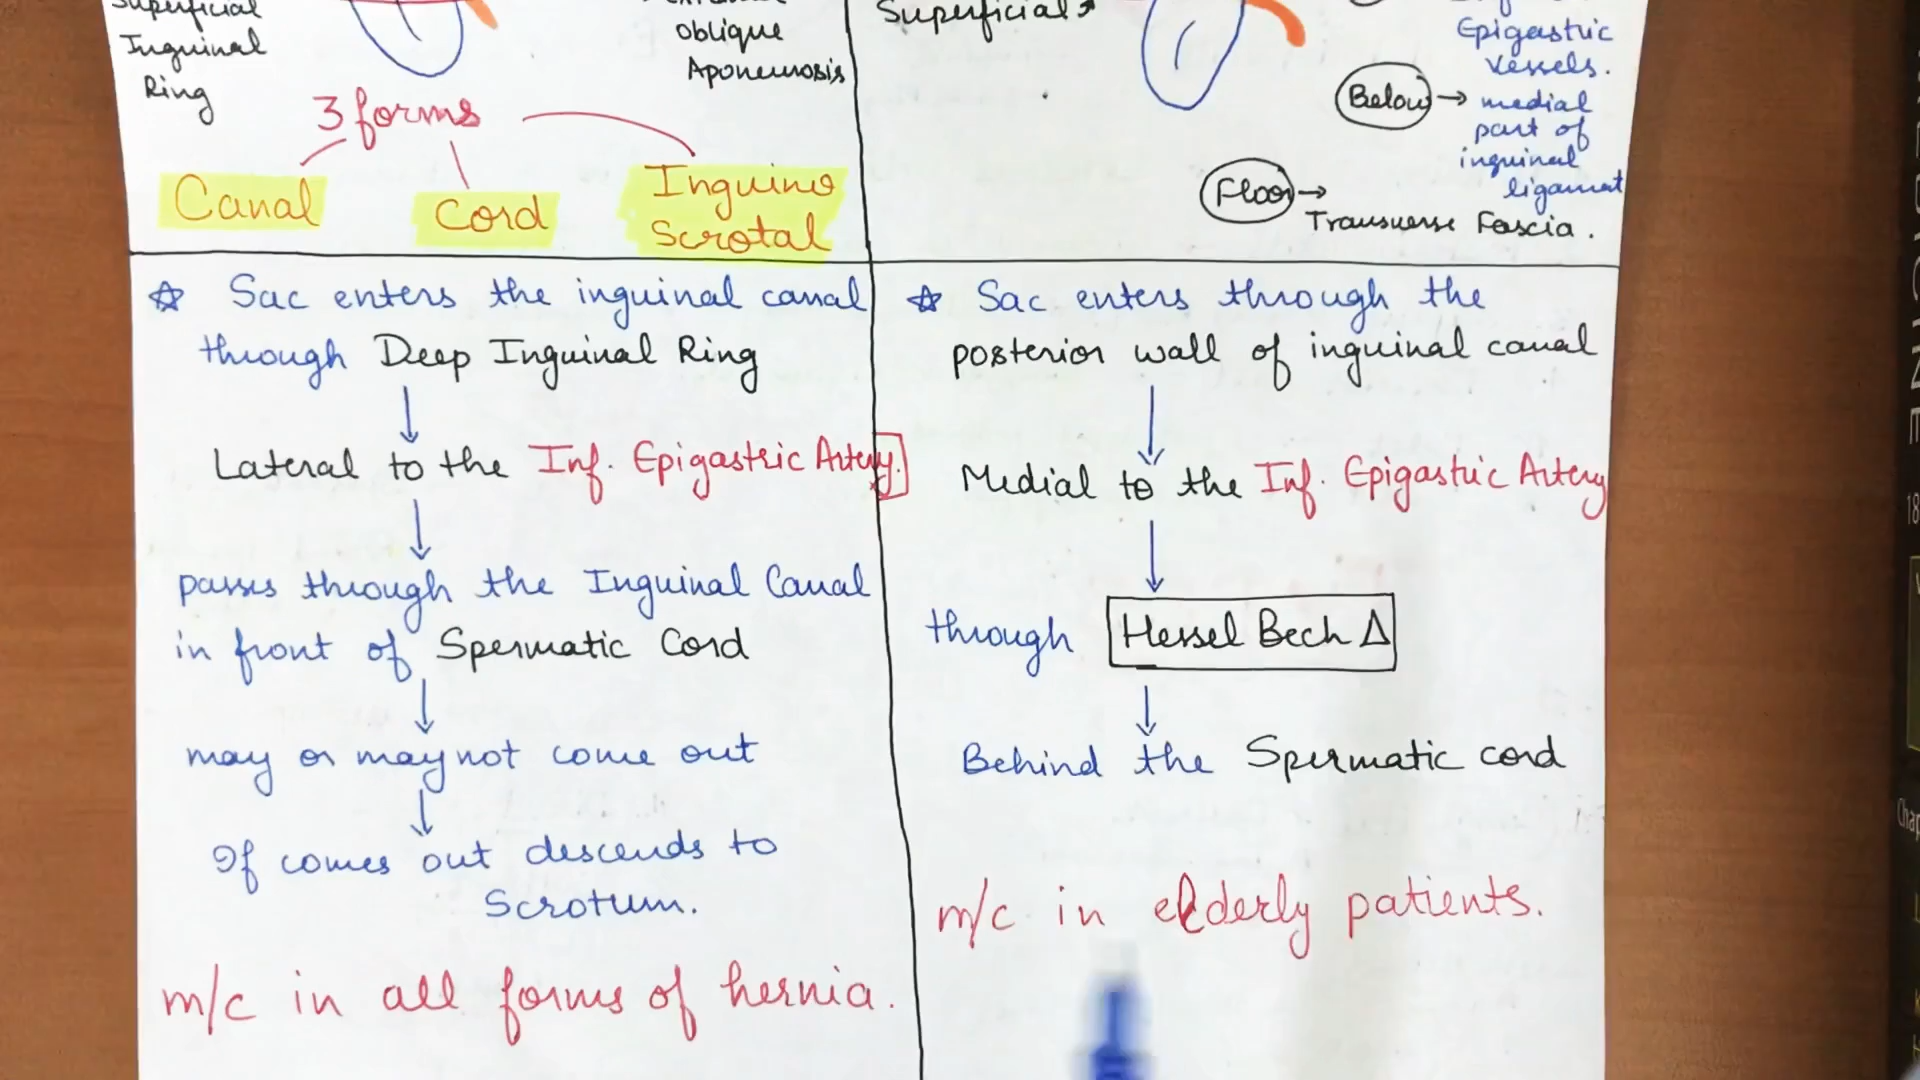 Superficial
Inguinal
Ring
oblique
Aponeurosis
3 forms
Canal
Cord
Inguino
Scrotal
☆ Sac enters the inguinal canal
through Deep Inguinal Ring
↓
Lateral to the Inf. Epigastric Artery.
↓
passes through the Inguinal Canal
in front of Spermatic Cord
↓
may or may not come out
↓
If comes out descends to
Scrotum.
m/c in all forms of hernia.
Superficial
Epigastric
Vessels.
Below → medial
part of
inguinal
ligament
Floor →
Transverse Fascia.
☆ Sac enters through the
posterior wall of inguinal canal
↓
Medial to the Inf. Epigastric Artery
↓
through Hessel Bech Δ
↓
Behind the Spermatic cord
m/c in elderly patients.
18
Chap